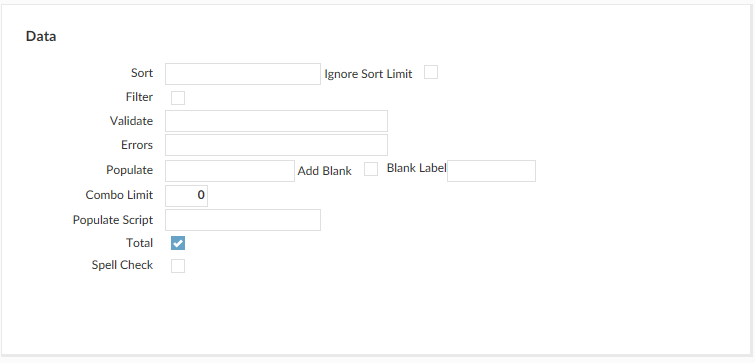 Data
Sort Ignore Sort Limit
Filter
Validate
Errors
Populate Add Blank Blank Label
Combo Limit 0
Populate Script
Total
Spell Check